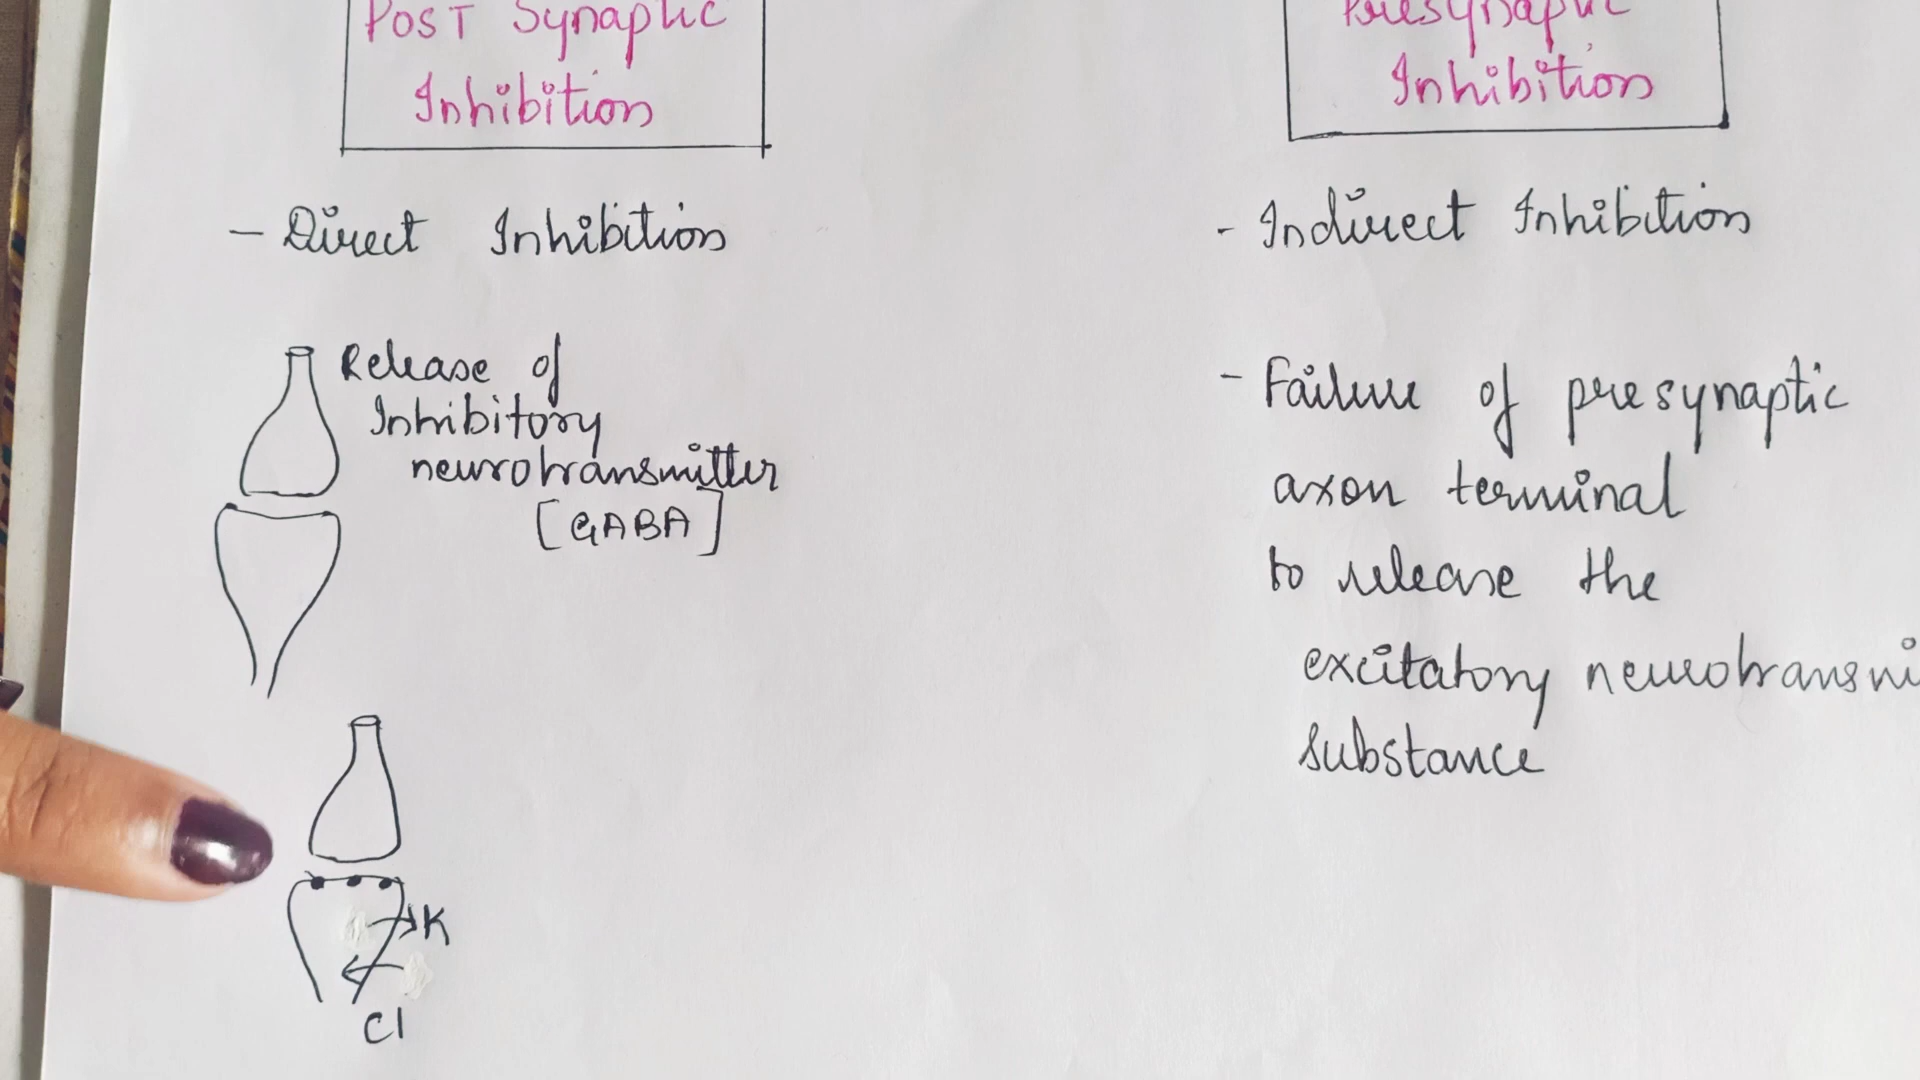 Post Synaptic
Inhibition
- Direct Inhibition
Release of
Inhibitory
neurotransmitter
[GABA]
K
Cl
Presynaptic
Inhibition
- Indirect Inhibition
- Failure of presynaptic
axon terminal
to release the
excitatory neurotransmi
substance